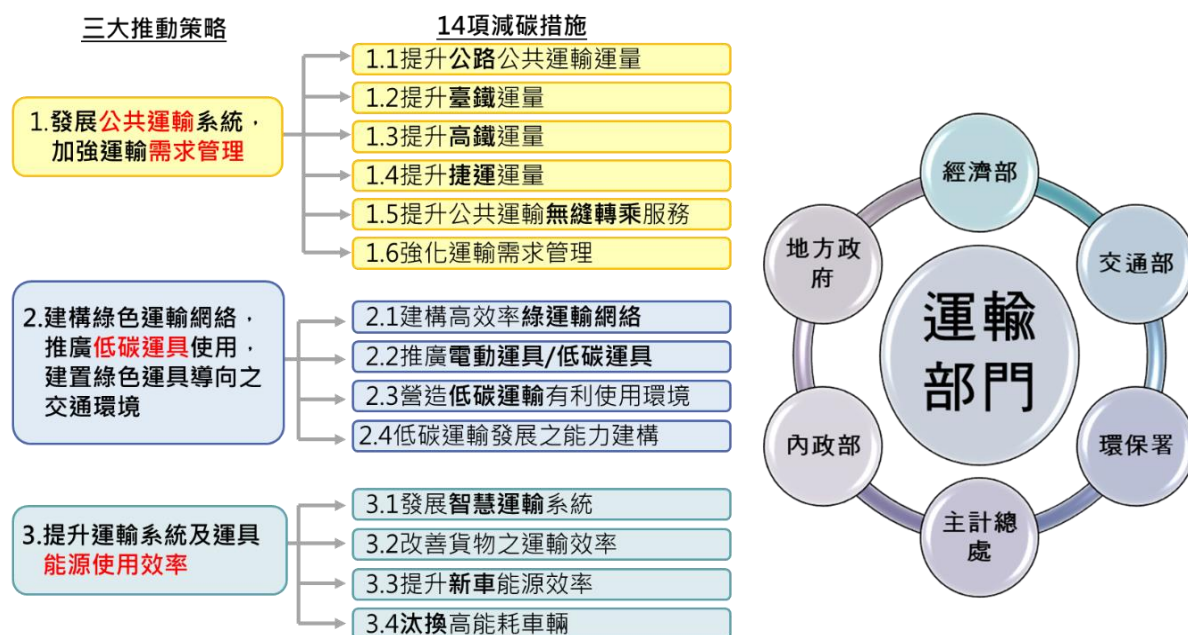 三大推動策略
1.發展公共運輸系統，
加強運輸需求管理
2.建構綠色運輸網絡，
推廣低碳運具使用，
建置綠色運具導向之
交通環境
3.提升運輸系統及運具
能源使用效率
14項減碳措施
1.1提升公路公共運輸運量
1.2提升臺鐵運量
1.3提升高鐵運量
1.4提升捷運運量
1.5提升公共運輸無縫轉乘服務
1.6強化運輸需求管理
2.1建構高效率綠運輸網絡
2.2推廣電動運具/低碳運具
2.3營造低碳運輸有利使用環境
2.4低碳運輸發展之能力建構
3.1發展智慧運輸系統
3.2改善貨物之運輸效率
3.3提升新車能源效率
3.4汰換高能耗車輛
運輸
部門
經濟部
交通部
環保署
主計總
處
內政部
地方政
府